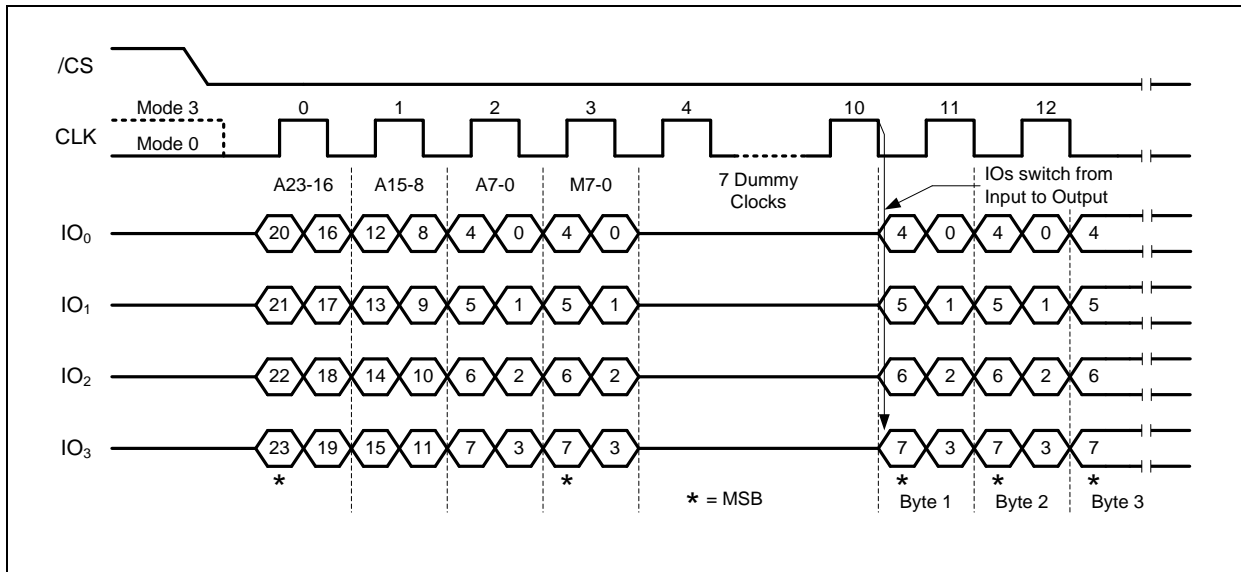 /CS
Mode 3 0 1 2 3 4 10 11 12
CLK
Mode 0
A23-16 A15-8 A7-0 M7-0 7 Dummy Clocks IOs switch from Input to Output
IO0 20 16 12 8 4 0 4 0 4 0 4 0 4
IO1 21 17 13 9 5 1 5 1 5 1 5 1 5
IO2 22 18 14 10 6 2 6 2 6 2 6 2 6
IO3 23 19 15 11 7 3 7 3 7 3 7 3 7
* * * * *
* = MSB Byte 1 Byte 2 Byte 3